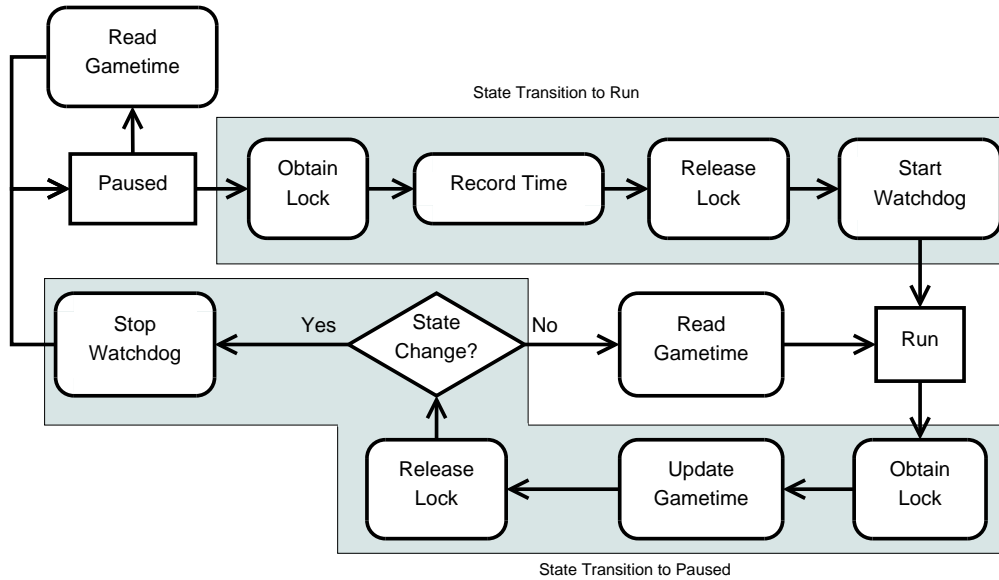 Read
Gametime
State Transition to Run
Paused
Obtain
Lock
Record Time
Release
Lock
Start
Watchdog
Stop
Watchdog
Yes
State
Change?
No
Read
Gametime
Run
Release
Lock
Update
Gametime
Obtain
Lock
State Transition to Paused